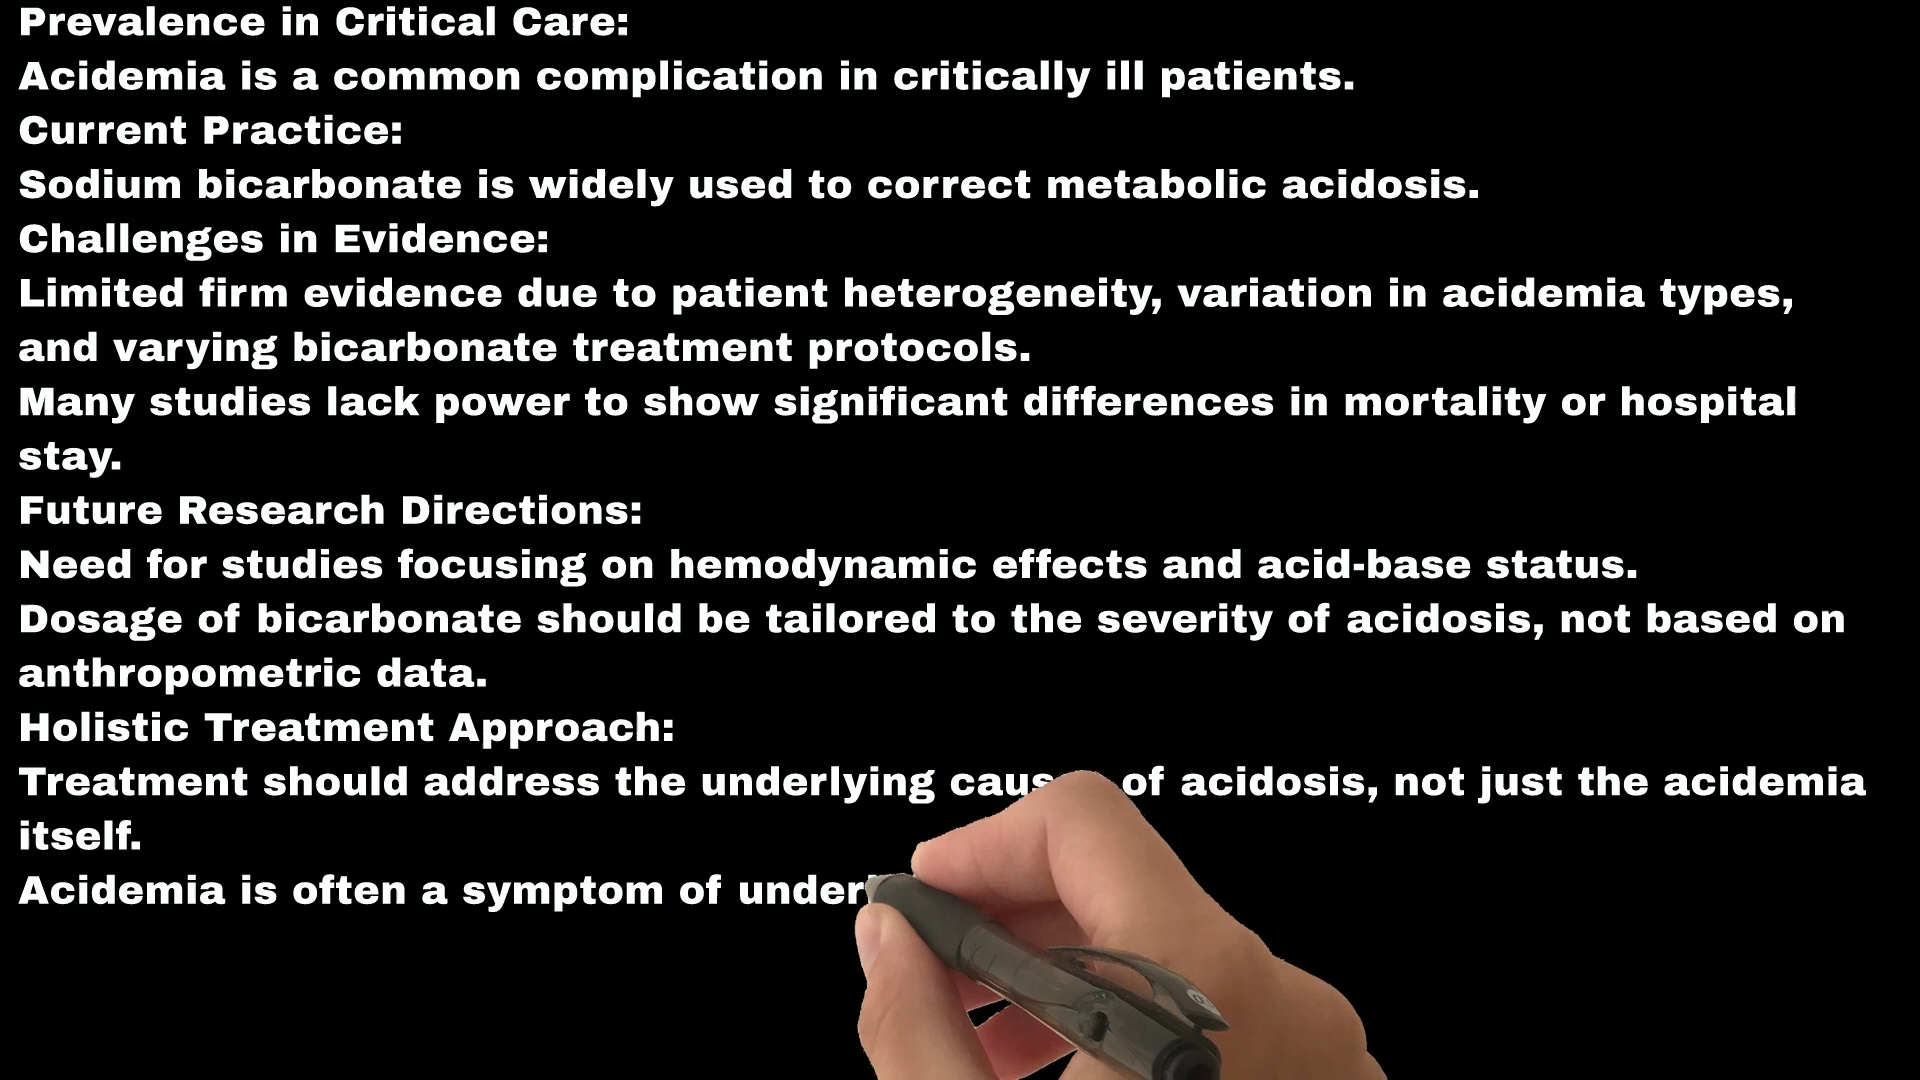 Prevalence in Critical Care:
Acidemia is a common complication in critically ill patients.
Current Practice:
Sodium bicarbonate is widely used to correct metabolic acidosis.
Challenges in Evidence:
Limited firm evidence due to patient heterogeneity, variation in acidemia types,
and varying bicarbonate treatment protocols.
Many studies lack power to show significant differences in mortality or hospital
stay.
Future Research Directions:
Need for studies focusing on hemodynamic effects and acid-base status.
Dosage of bicarbonate should be tailored to the severity of acidosis, not based on
anthropometric data.
Holistic Treatment Approach:
Treatment should address the underlying of acidosis, not just the acidemia
itself.
Acidemia is often a symptom of